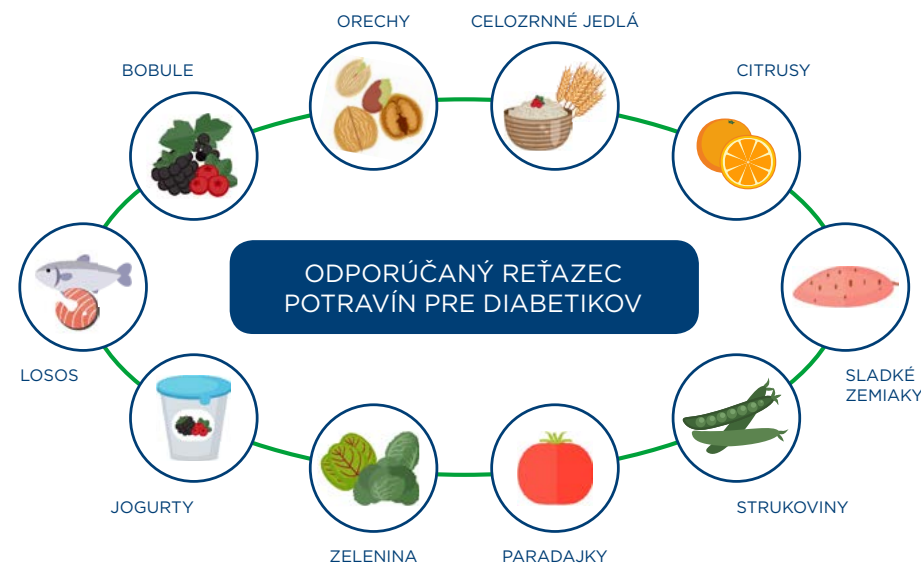 ORECHY
CELOZRNNÉ JEDLÁ
BOBULE
CITRUSY
ODPORÚČANÝ REŤAZEC
POTRAVÍN PRE DIABETIKOV
LOSOS
SLADKÉ
ZEMIAKY
JOGURTY
STRUKOVINY
ZELENINA
PARADAJKY